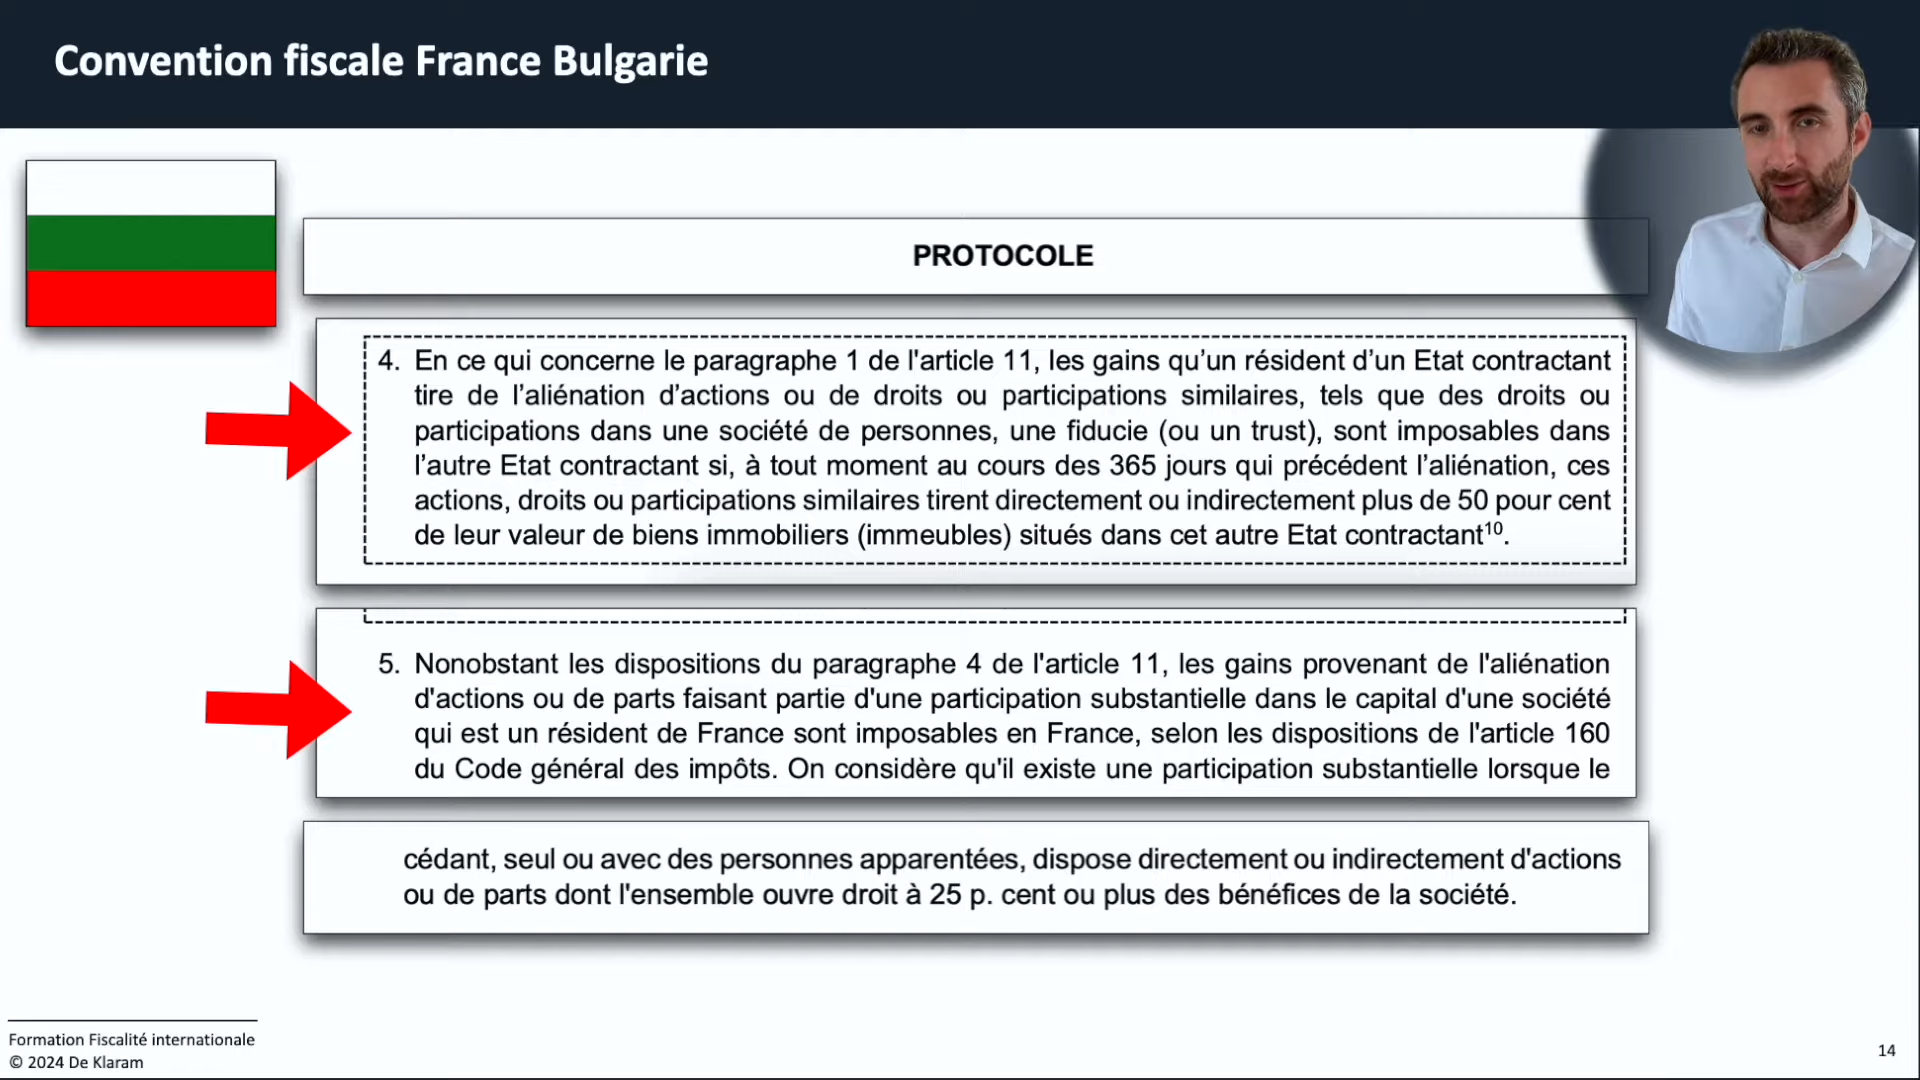 Convention fiscale France Bulgarie
PROTOCOLE
4. En ce qui concerne le paragraphe 1 de l'article 11, les gains qu’un résident d’un Etat contractant
tire de l’aliénation d’actions ou de droits ou participations similaires, tels que des droits ou
participations dans une société de personnes, une fiducie (ou un trust), sont imposables dans
l’autre Etat contractant si, à tout moment au cours des 365 jours qui précédent l’aliénation, ces
actions, droits ou participations similaires tirent directement ou indirectement plus de 50 pour cent
de leur valeur de biens immobiliers (immeubles) situés dans cet autre Etat contractant¹⁰.
5. Nonobstant les dispositions du paragraphe 4 de l'article 11, les gains provenant de l'aliénation
d'actions ou de parts faisant partie d'une participation substantielle dans le capital d'une société
qui est un résident de France sont imposables en France, selon les dispositions de l'article 160
du Code général des impôts. On considère qu'il existe une participation substantielle lorsque le
cédant, seul ou avec des personnes apparentées, dispose directement ou indirectement d'actions
ou de parts dont l'ensemble ouvre droit à 25 p. cent ou plus des bénéfices de la société.
Formation Fiscalité internationale
© 2024 De Klaram
14